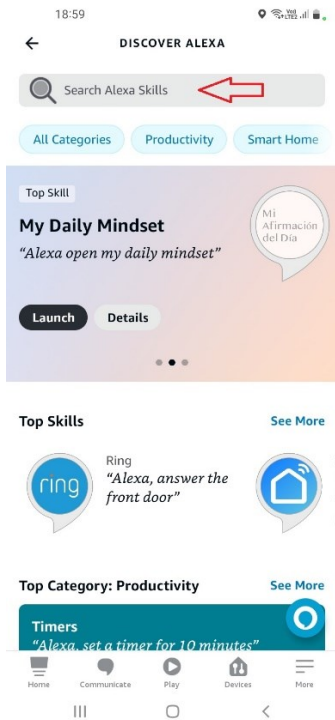 18:59
DISCOVER ALEXA
Search Alexa Skills
All Categories Productivity Smart Home
Top Skill
My Daily Mindset
“Alexa open my daily mindset”
Mi
Afirmación
del Día
Launch Details
Top Skills See More
ring
Ring
“Alexa, answer the
front door”
Top Category: Productivity See More
Timers
“Alexa, set a timer for 10 minutes”
Home Communicate Play Devices More